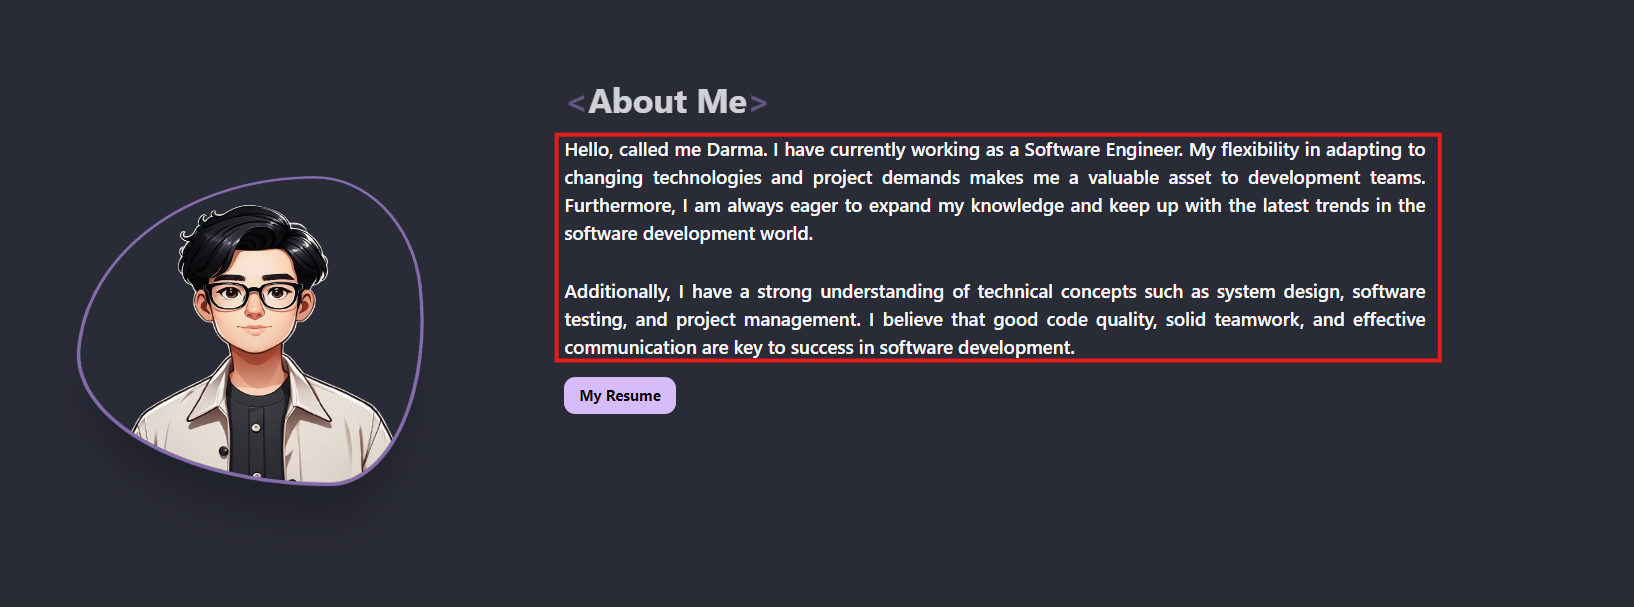 <About Me>
Hello, called me Darma. I have currently working as a Software Engineer. My flexibility in adapting to
changing technologies and project demands makes me a valuable asset to development teams.
Furthermore, I am always eager to expand my knowledge and keep up with the latest trends in the
software development world.
Additionally, I have a strong understanding of technical concepts such as system design, software
testing, and project management. I believe that good code quality, solid teamwork, and effective
communication are key to success in software development.
My Resume